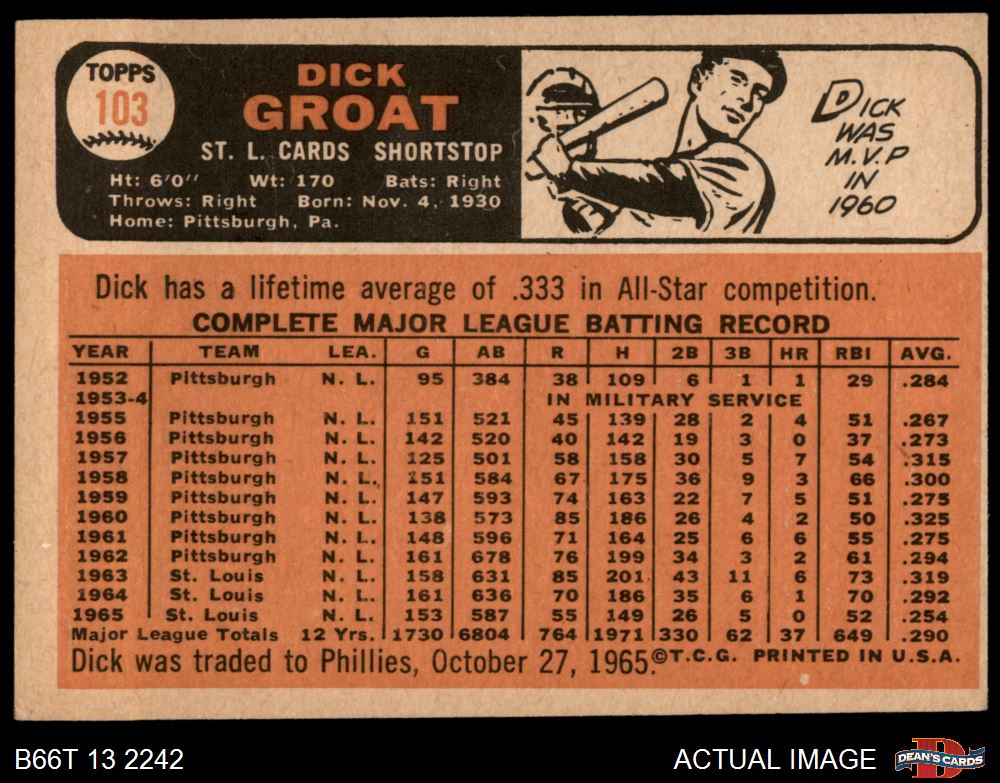 TOPPS
103
DICK
GROAT
ST. L. CARDS SHORTSTOP
Ht: 6'0" Wt: 170 Bats: Right
Throws: Right Born: Nov. 4, 1930
Home: Pittsburgh, Pa.
DICK
WAS
M.V.P
IN
1960
Dick has a lifetime average of .333 in All-Star competition.
COMPLETE MAJOR LEAGUE BATTING RECORD
YEAR TEAM LEA. G AB R H 2B 3B HR RBI AVG.
1952 Pittsburgh N. L. 95 384 38 109 6 1 1 29 .284
1953-4 IN MILITARY SERVICE
1955 Pittsburgh N. L. 151 521 45 139 28 2 4 51 .267
1956 Pittsburgh N. L. 142 520 40 142 19 3 0 37 .273
1957 Pittsburgh N. L. 125 501 58 158 30 5 7 54 .315
1958 Pittsburgh N. L. 151 584 67 175 36 9 3 66 .300
1959 Pittsburgh N. L. 147 593 74 163 22 7 5 51 .275
1960 Pittsburgh N. L. 138 573 85 186 26 4 2 50 .325
1961 Pittsburgh N. L. 148 596 71 164 25 6 6 55 .275
1962 Pittsburgh N. L. 161 678 76 199 34 3 2 61 .294
1963 St. Louis N. L. 158 631 85 201 43 11 6 73 .319
1964 St. Louis N. L. 161 636 70 186 35 6 1 70 .292
1965 St. Louis N. L. 153 587 55 149 26 5 0 52 .254
Major League Totals 12 Yrs. 1730 6804 764 1971 330 62 37 649 .290
Dick was traded to Phillies, October 27, 1965. ©T.C.G. PRINTED IN U.S.A.
B66T 13 2242
ACTUAL IMAGE
D
DEAN'S CARDS